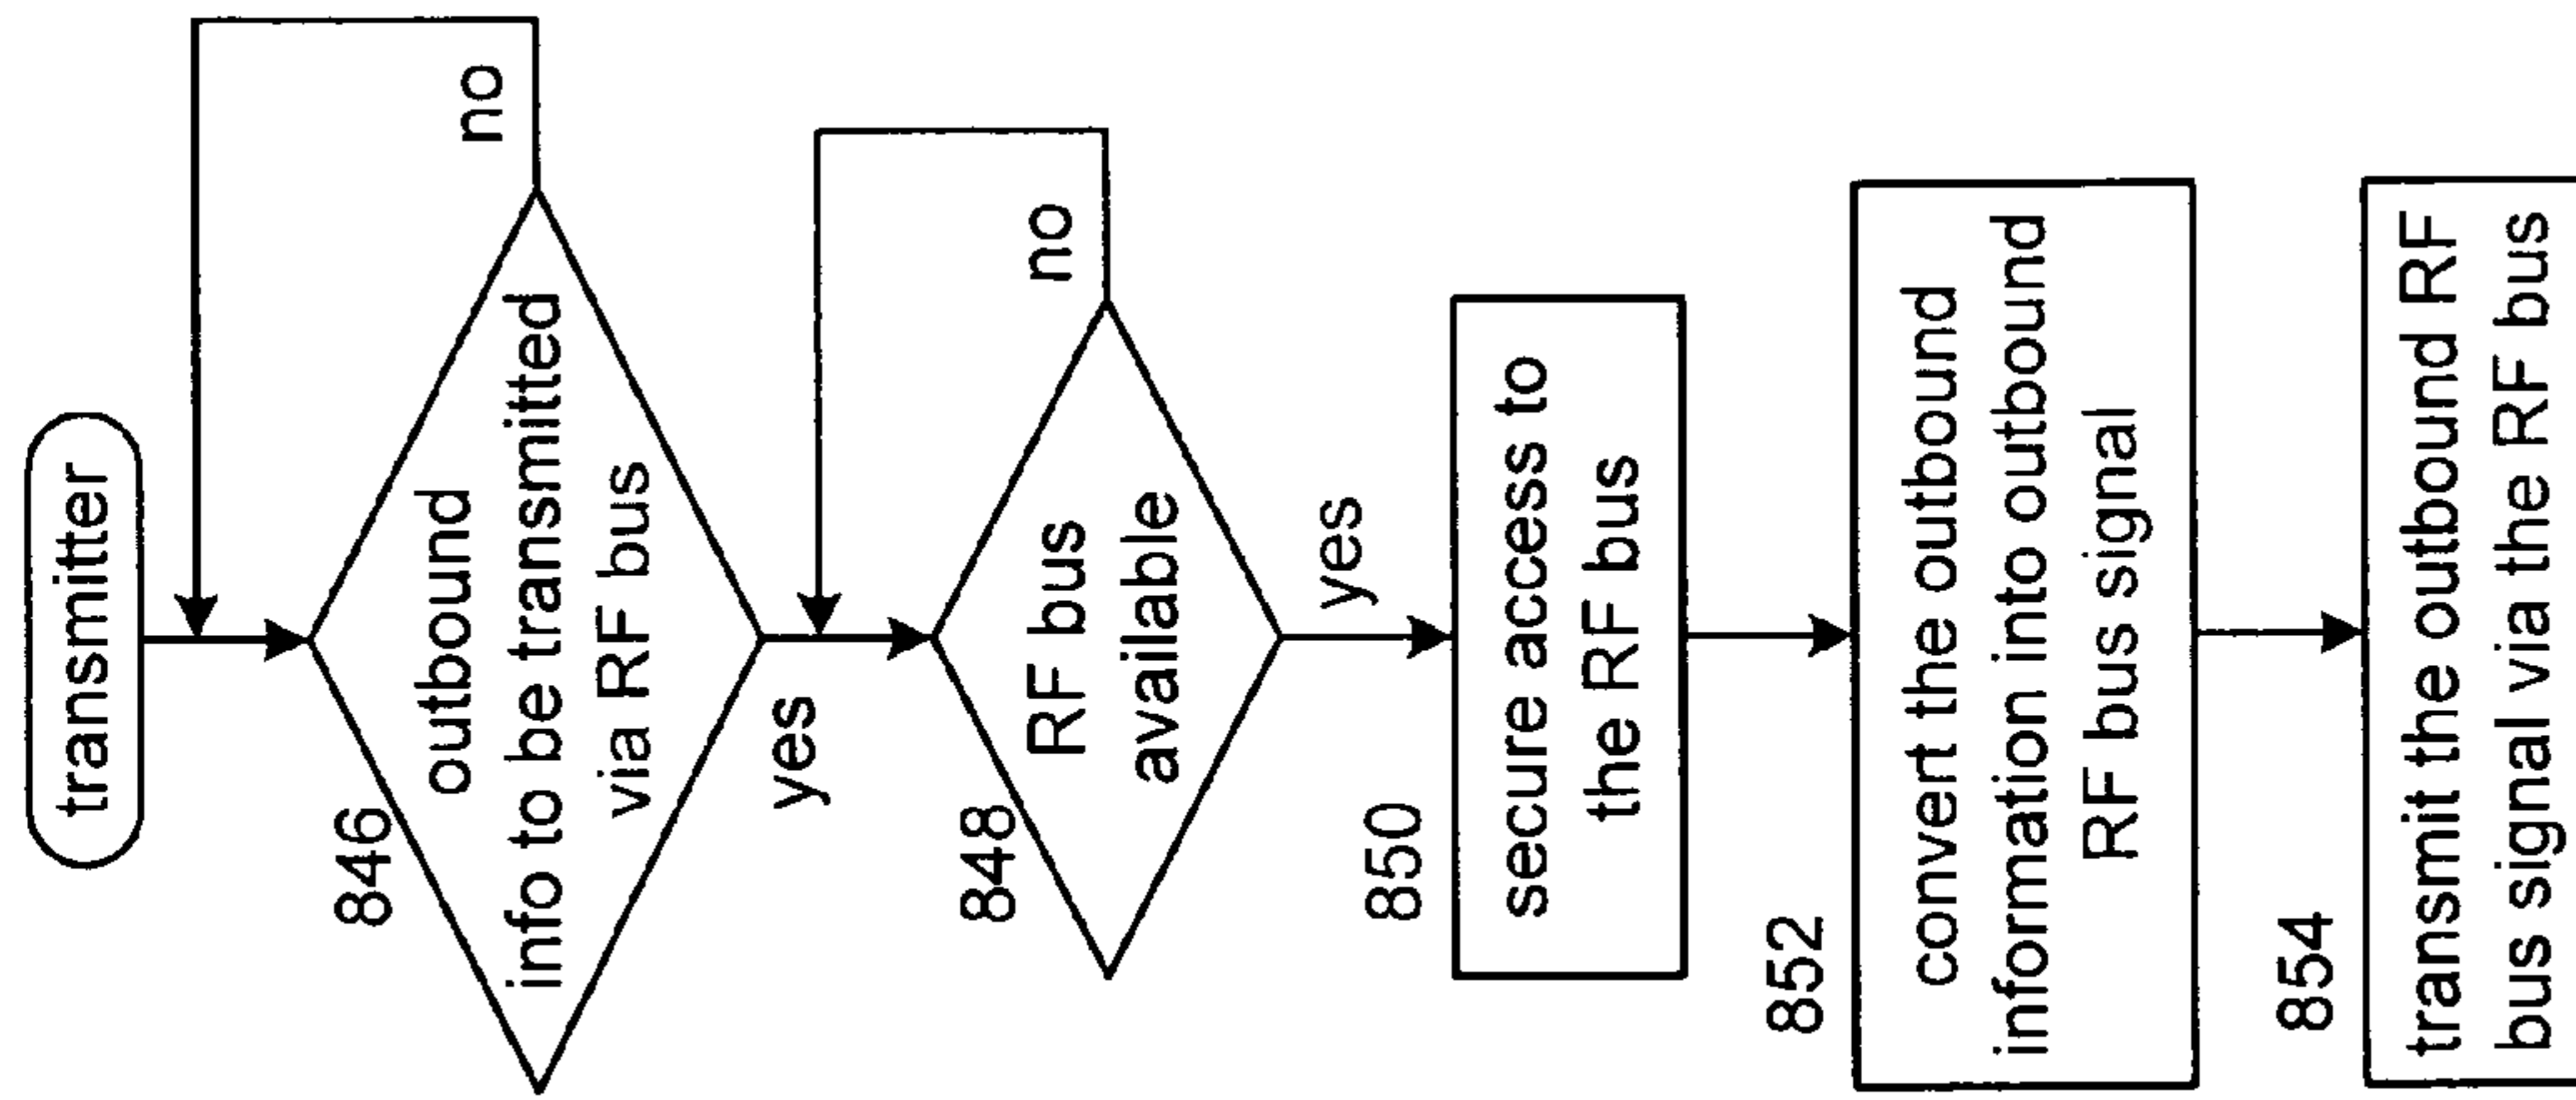 transmitter
846
outbound
info to be transmitted
via RF bus
no
yes
848
RF bus
available
no
yes
850
secure access to
the RF bus
852
convert the outbound
information into outbound
RF bus signal
854
transmit the outbound RF
bus signal via the RF bus